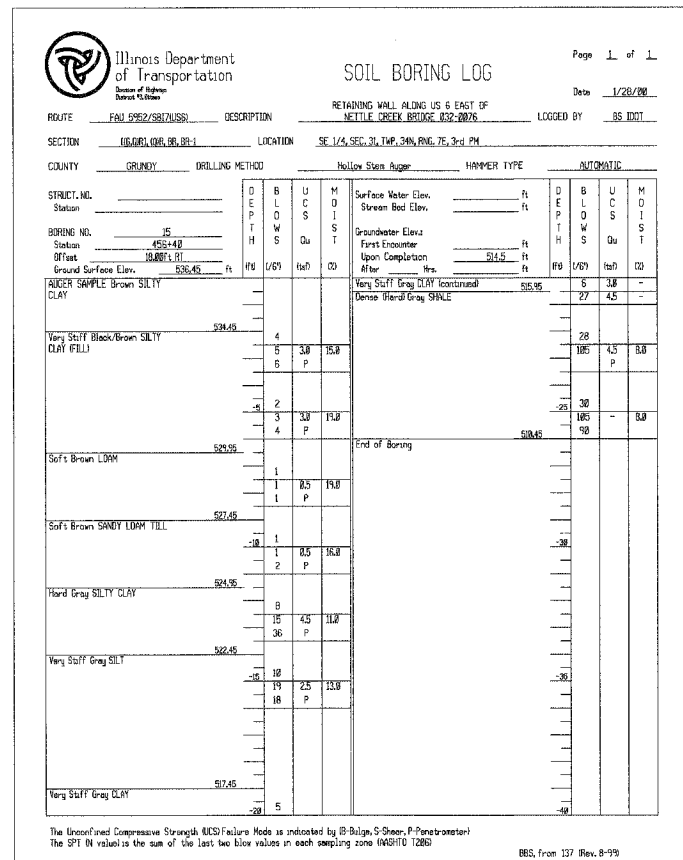 Illinois Department
of Transportation
Division of Highways
District #3, Ottawa
SOIL BORING LOG
Page 1 of 1
Date 1/28/00
RETAINING WALL ALONG US 6 EAST OF
ROUTE FAU 5952/SBI7(US6) DESCRIPTION NETTLE CREEK BRIDGE 032-0076 LOGGED BY BS IDOT
SECTION LOCATION SE 1/4, SEC. 31, TWP. 34N, RNG. 7E, 3rd PM
COUNTY GRUNDY DRILLING METHOD Hollow Stem Auger HAMMER TYPE AUTOMATIC
STRUCT. NO.
Station
BORING NO. 15
Station 456+40
Offset 18.00ft RT
Ground Surface Elev. 536.45 ft
DEPTH (ft)
BLOWS (/6")
UCS Qu (tsf)
MOIST (%)
Surface Water Elev. ft
Stream Bed Elev. ft
Groundwater Elev.:
First Encounter ft
Upon Completion 514.5 ft
After Hrs. ft
DEPTH (ft)
BLOWS (/6")
UCS Qu (tsf)
MOIST (%)
AUGER SAMPLE Brown SILTY
CLAY
534.45
Very Stiff Black/Brown SILTY
CLAY (FILL)
4
5 3.0 15.0
6 P
2
-5
3 3.0 19.0
4 P
529.95
Soft Brown LOAM
1
1 0.5 19.0
1 P
527.45
Soft Brown SANDY LOAM TILL
-10 1
1 0.5 16.0
2 P
524.95
Hard Gray SILTY CLAY
8
15 4.5 11.0
36 P
522.45
Very Stiff Gray SILT
-15 10
19 2.5 13.0
18 P
517.45
Very Stiff Gray CLAY
-20 5
Very Stiff Gray CLAY (continued) 515.95 6 3.0 -
Dense (Hard) Gray SHALE 27 4.5 -
28
105 4.5 8.0
P
-25 30
105 - 8.0
510.45 90
End of Boring
-30
-35
-40
The Unconfined Compressive Strength (UCS) Failure Mode is indicated by (B-Bulge, S-Shear, P-Penetrometer)
The SPT (N value) is the sum of the last two blow values in each sampling zone (AASHTO T206)
BBS, from 137 (Rev. 8-99)